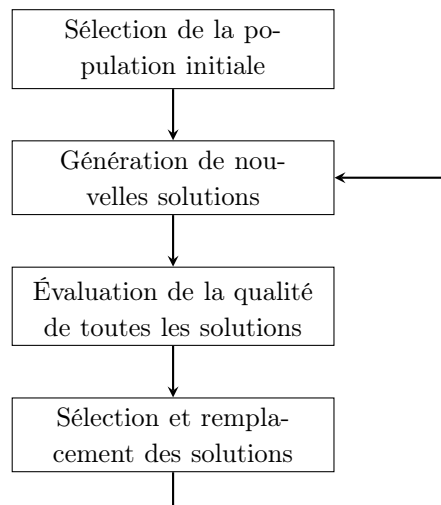 Sélection de la po-
pulation initiale
Génération de nou-
velles solutions
Évaluation de la qualité
de toutes les solutions
Sélection et rempla-
cement des solutions